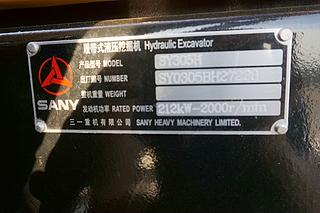 履带式液压挖掘机 Hydraulic Excavator
产品型号 MODEL SY305H
出厂编号 NUMBER
整机重量 WEIGHT
发动机功率 RATED POWER 212kW-2000r/min
SANY
三一重机有限公司 SANY HEAVY MACHINERY LIMITED.